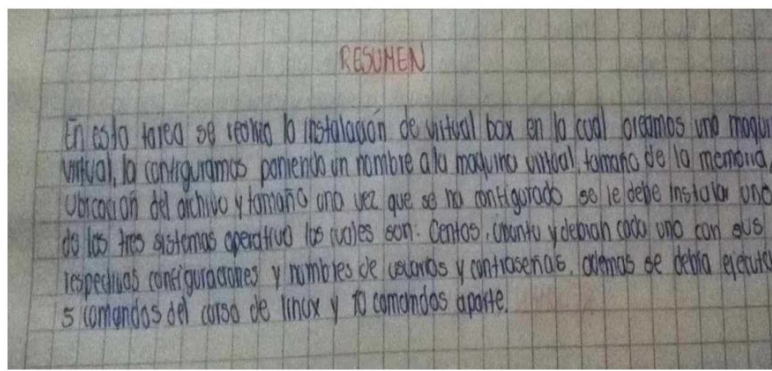 RESUMEN
En esta tarea se realizo la instalación de virtual box en la cual creamos una maqui
virtual, la configuramos poniendo un nombre a la maquina virtual, tamaño de la memoria,
Ubicación del archivo y tamaño una vez que se ha configurado se le debe instalar uno
de los tres sistemas operativo los cuales son: Centos, Ubuntu y debian cada uno con sus
respectivas configuraciones y nombres de usuarios y contraseñas, ademas se debia ejecuta
5 comandos del curso de linux y 10 comandos aparte.